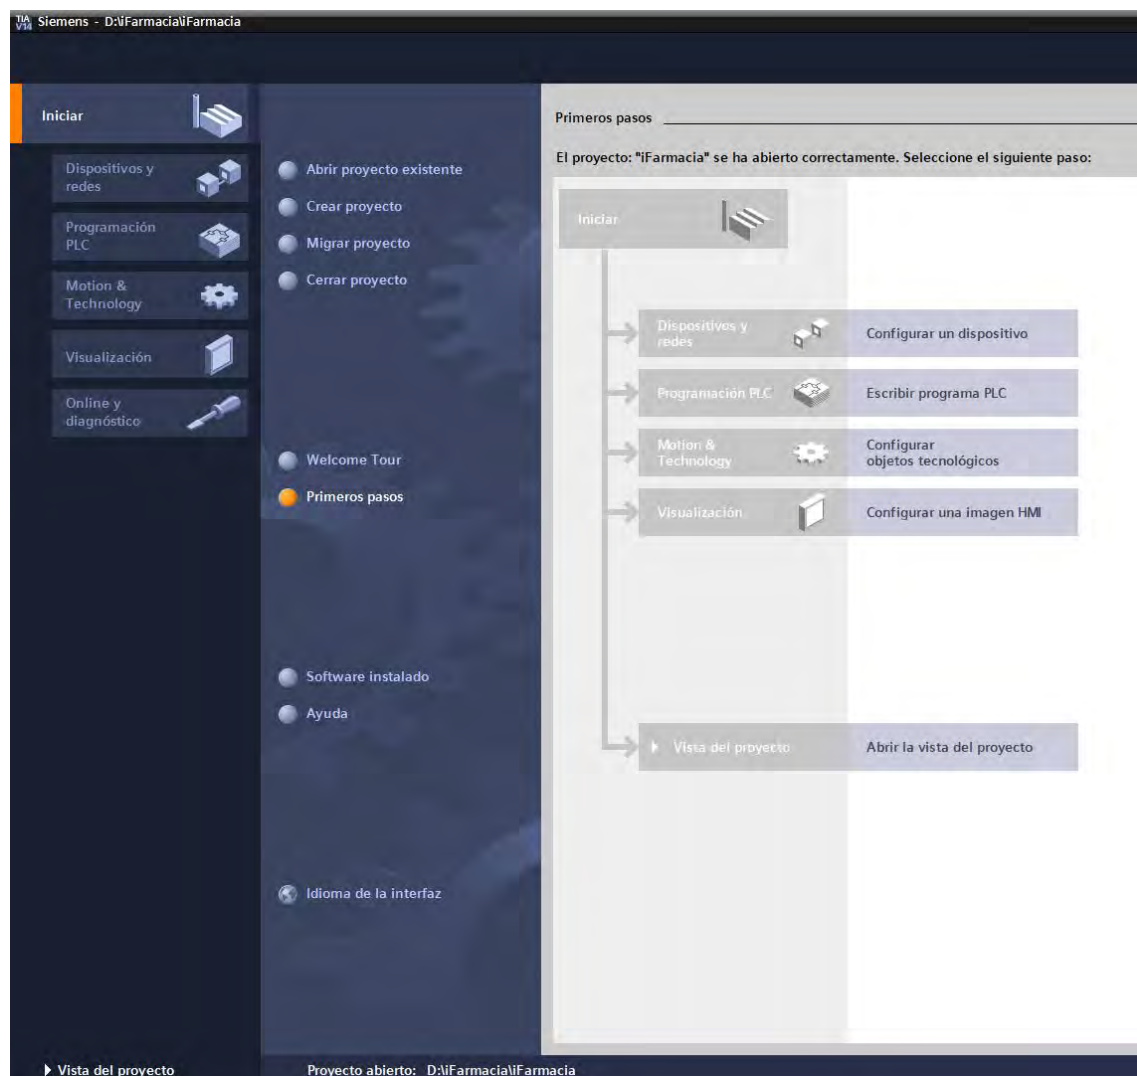 TIA V14 Siemens - D:\iFarmacia\iFarmacia
Iniciar
Dispositivos y
redes
Programación
PLC
Motion &
Technology
Visualización
Online y
diagnóstico
Abrir proyecto existente
Crear proyecto
Migrar proyecto
Cerrar proyecto
Welcome Tour
Primeros pasos
Software instalado
Ayuda
Idioma de la interfaz
Primeros pasos
El proyecto: "iFarmacia" se ha abierto correctamente. Seleccione el siguiente paso:
Iniciar
Dispositivos y
redes
Configurar un dispositivo
Programación PLC
Escribir programa PLC
Motion &
Technology
Configurar
objetos tecnológicos
Visualización
Configurar una imagen HMI
Vista del proyecto
Abrir la vista del proyecto
Vista del proyecto
Proyecto abierto: D:\iFarmacia\iFarmacia